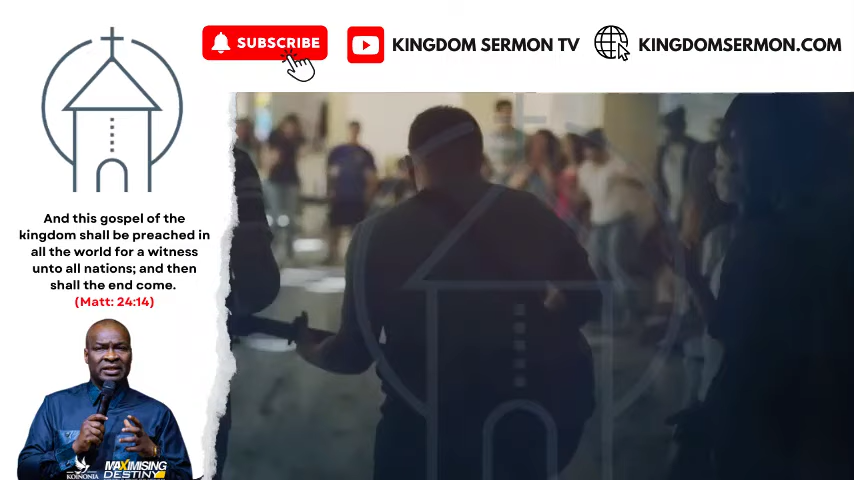 SUBSCRIBE
KINGDOM SERMON TV
KINGDOMSERMON.COM
And this gospel of the
kingdom shall be preached in
all the world for a witness
unto all nations; and then
shall the end come.
(Matt: 24:14)
KOINONIA
MAXIMISING
DESTINY